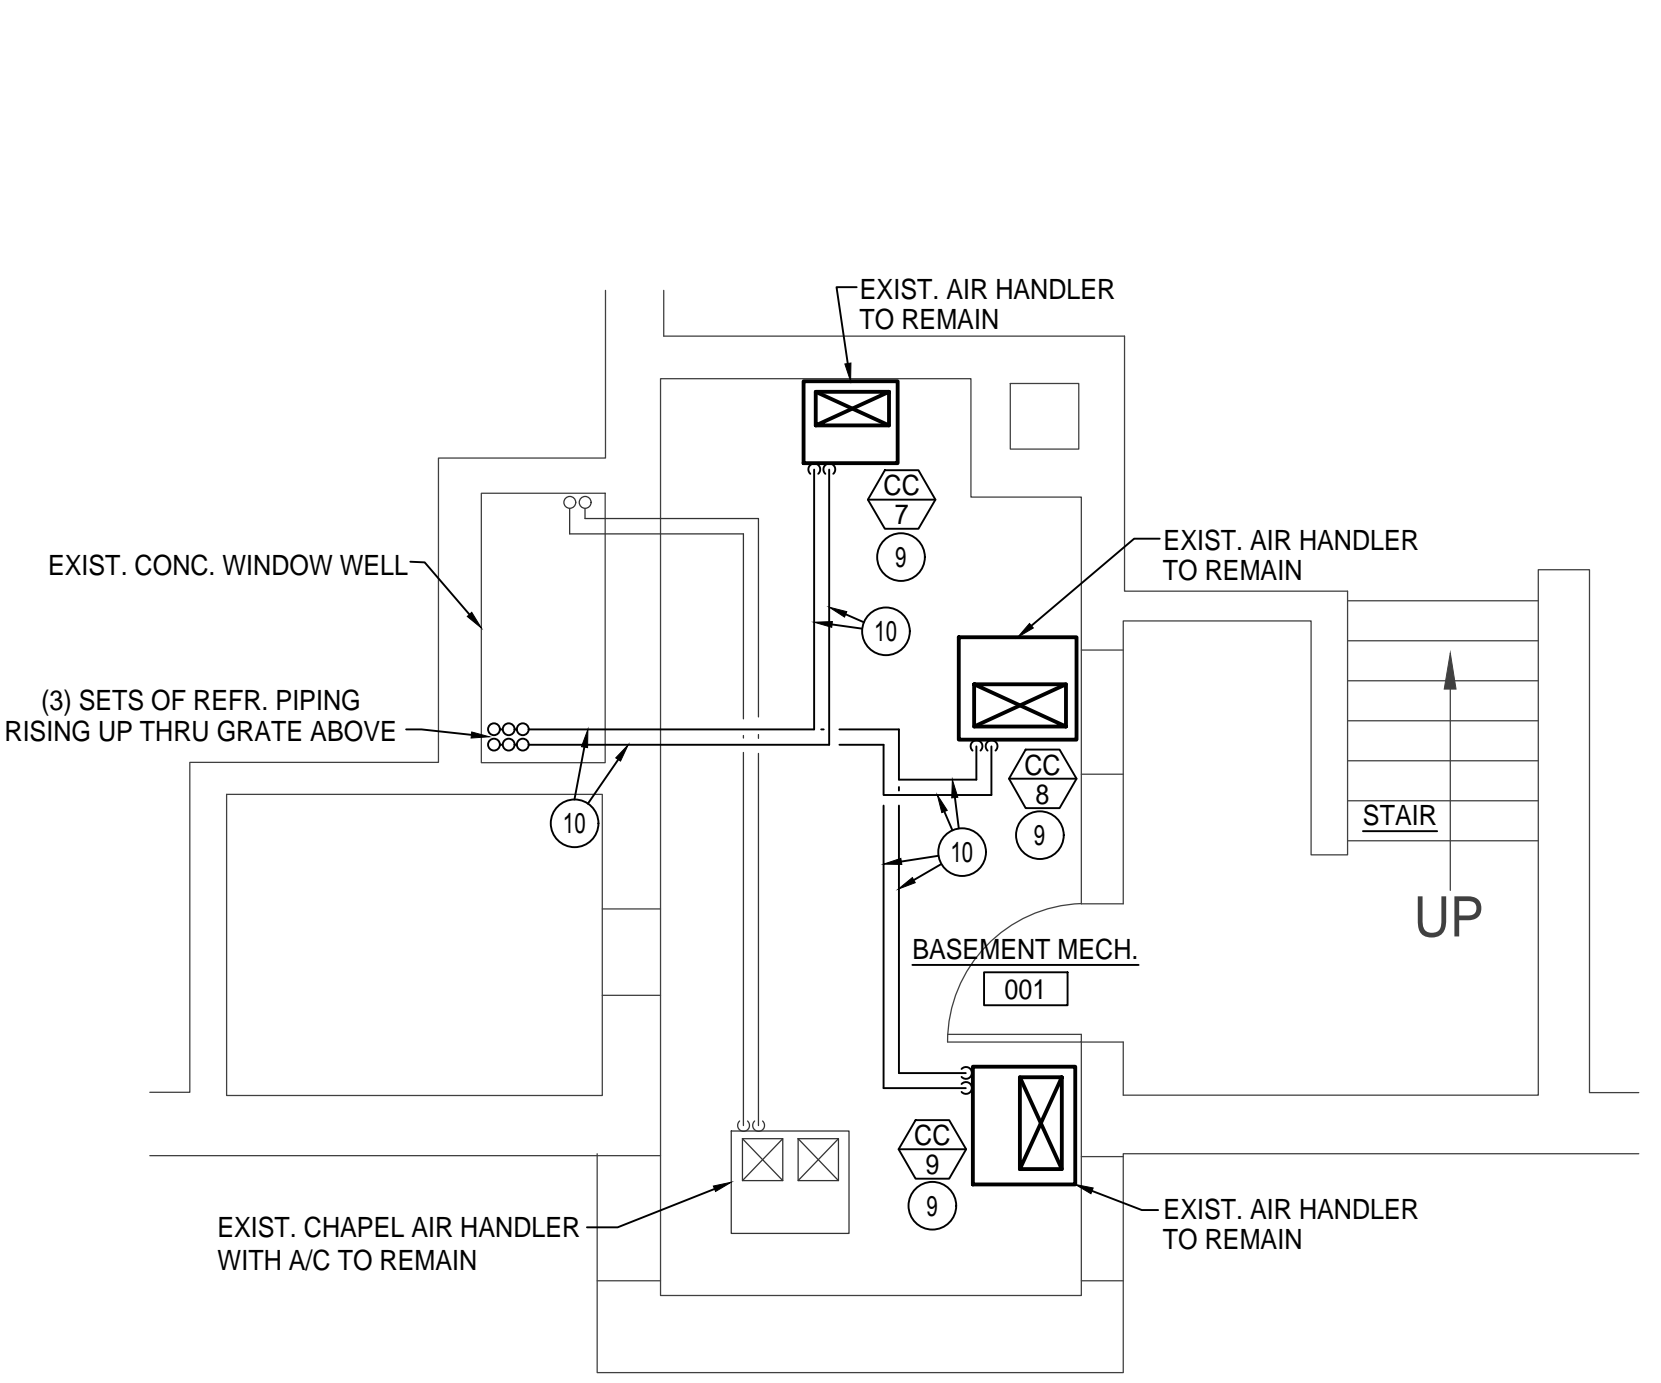 EXIST. AIR HANDLER
TO REMAIN
CC
7
9
EXIST. CONC. WINDOW WELL
EXIST. AIR HANDLER
TO REMAIN
10
(3) SETS OF REFR. PIPING
RISING UP THRU GRATE ABOVE
CC
8
9
10
10
STAIR
UP
BASEMENT MECH.
001
CC
9
9
EXIST. CHAPEL AIR HANDLER
WITH A/C TO REMAIN
EXIST. AIR HANDLER
TO REMAIN